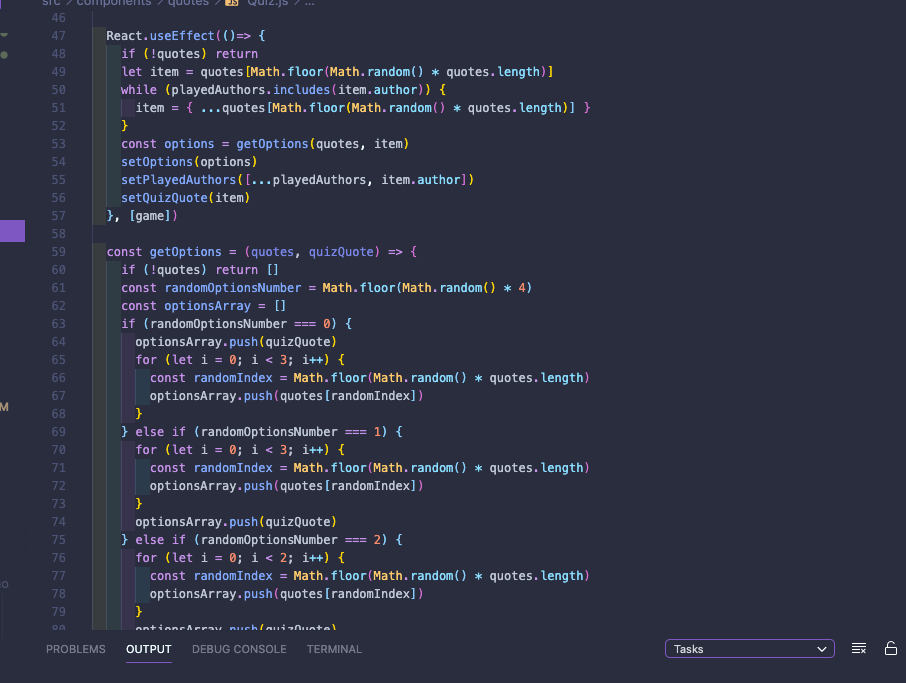 src > components > quotes > JS Quiz.js > ...
46
47 React.useEffect(()=> {
48 if (!quotes) return
49 let item = quotes[Math.floor(Math.random() * quotes.length)]
50 while (playedAuthors.includes(item.author)) {
51 item = { ...quotes[Math.floor(Math.random() * quotes.length)] }
52 }
53 const options = getOptions(quotes, item)
54 setOptions(options)
55 setPlayedAuthors([...playedAuthors, item.author])
56 setQuizQuote(item)
57 }, [game])
58
59 const getOptions = (quotes, quizQuote) => {
60 if (!quotes) return []
61 const randomOptionsNumber = Math.floor(Math.random() * 4)
62 const optionsArray = []
63 if (randomOptionsNumber === 0) {
64 optionsArray.push(quizQuote)
65 for (let i = 0; i < 3; i++) {
66 const randomIndex = Math.floor(Math.random() * quotes.length)
67 optionsArray.push(quotes[randomIndex])
68 }
69 } else if (randomOptionsNumber === 1) {
70 for (let i = 0; i < 3; i++) {
71 const randomIndex = Math.floor(Math.random() * quotes.length)
72 optionsArray.push(quotes[randomIndex])
73 }
74 optionsArray.push(quizQuote)
75 } else if (randomOptionsNumber === 2) {
76 for (let i = 0; i < 2; i++) {
77 const randomIndex = Math.floor(Math.random() * quotes.length)
78 optionsArray.push(quotes[randomIndex])
79 }
80 optionsArray.push(quizQuote)
M
PROBLEMS OUTPUT DEBUG CONSOLE TERMINAL Tasks